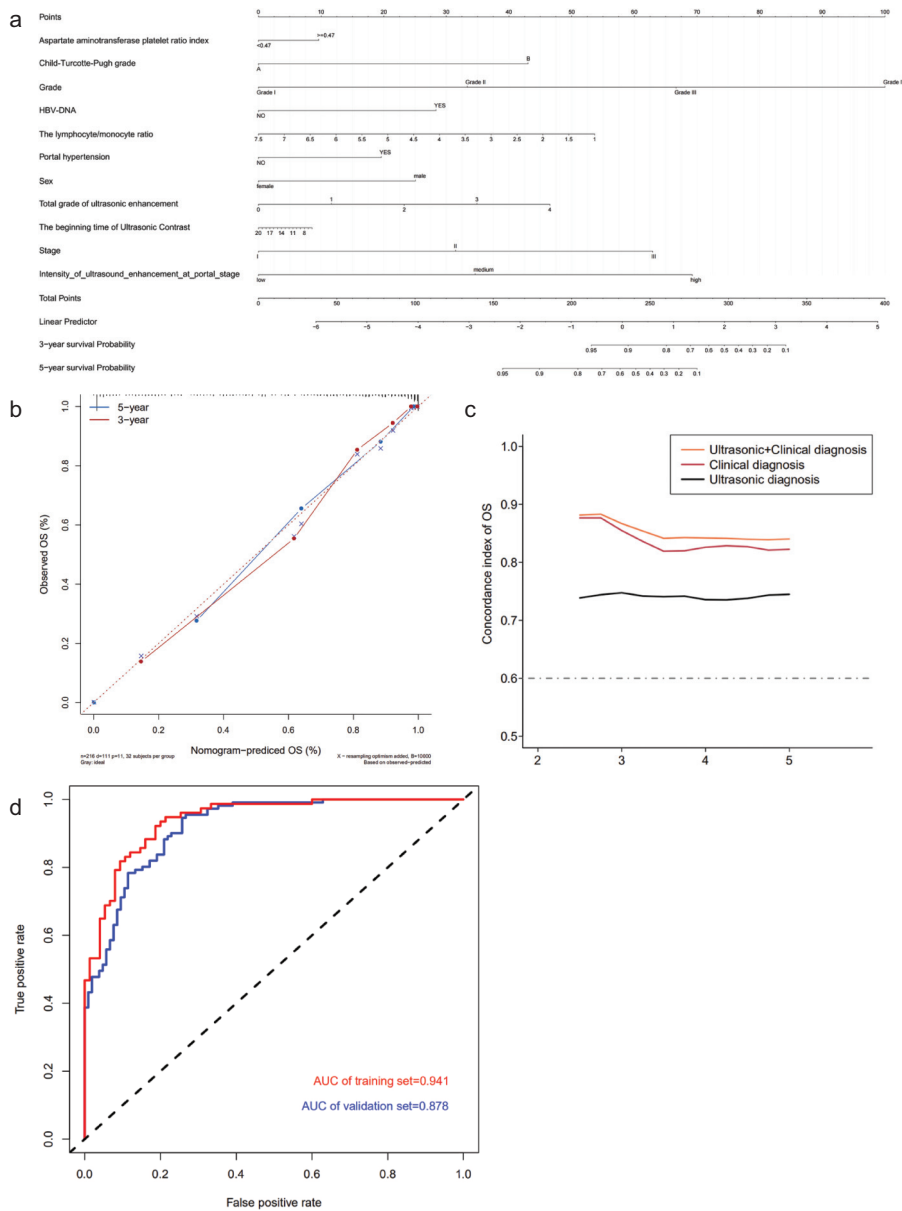 a
Points
0 10 20 30 40 50 60 70 80 90 100
Aspartate aminotransferase platelet ratio index
>=0.47
<0.47
Child-Turcotte-Pugh grade
B
A
Grade
Grade II
Grade I
Grade I
Grade III
HBV-DNA
YES
NO
The lymphocyte/monocyte ratio
7.5 7 6.5 6 5.5 5 4.5 4 3.5 3 2.5 2 1.5 1
Portal hypertension
YES
NO
Sex
male
female
Total grade of ultrasonic enhancement
1 3
0 2 4
The beginning time of Ultrasonic Contrast
20 17 14 11 8
Stage
II
I III
Intensity_of_ultrasound_enhancement_at_portal_stage
medium
low high
Total Points
0 50 100 150 200 250 300 350 400
Linear Predictor
−6 −5 −4 −3 −2 −1 0 1 2 3 4 5
3−year survival Probability
0.95 0.9 0.8 0.7 0.6 0.5 0.4 0.3 0.2 0.1
5−year survival Probability
0.95 0.9 0.8 0.7 0.6 0.5 0.4 0.3 0.2 0.1
b
5−year
3−year
Observed OS (%)
1.0
0.8
0.6
0.4
0.2
0.0
0.0 0.2 0.4 0.6 0.8 1.0
Nomogram−prediced OS (%)
n=216 d=111 p=11, 32 subjects per group
Gray: ideal
X − resampling optimism added, B=10000
Based on observed-predicted
c
Ultrasonic+Clinical diagnosis
Clinical diagnosis
Ultrasonic diagnosis
Concordance index of OS
1.0
0.9
0.8
0.7
0.6
0.5
2 3 4 5
d
True positive rate
1.0
0.8
0.6
0.4
0.2
0.0
AUC of training set=0.941
AUC of validation set=0.878
0.0 0.2 0.4 0.6 0.8 1.0
False positive rate